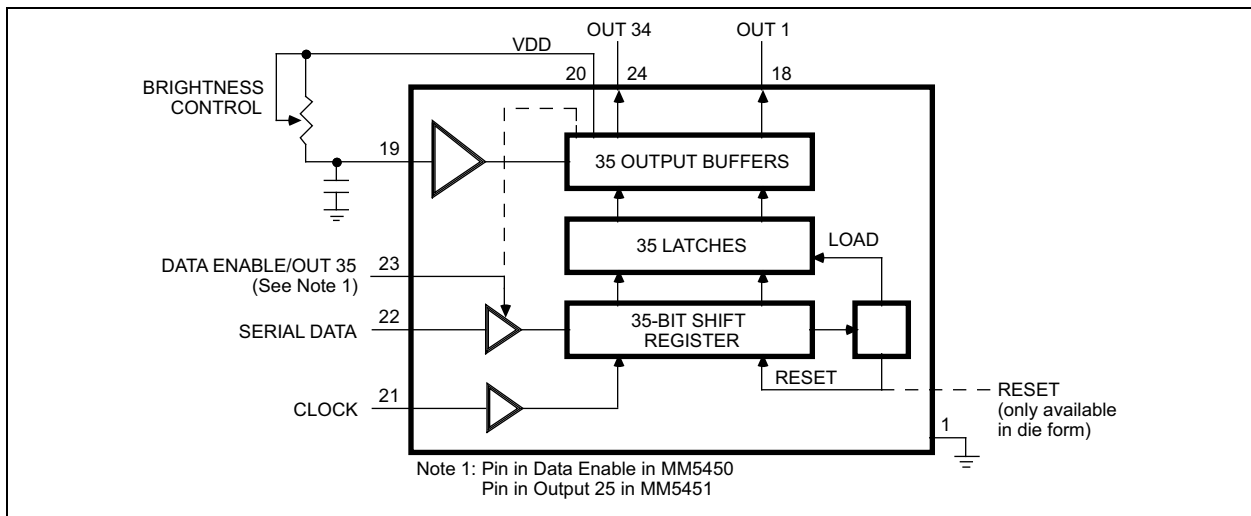 OUT 34
OUT 1
VDD
20
24
18
BRIGHTNESS
CONTROL
19
35 OUTPUT BUFFERS
35 LATCHES
LOAD
DATA ENABLE/OUT 35
(See Note 1)
23
SERIAL DATA
22
35-BIT SHIFT
REGISTER
RESET
RESET
(only available
in die form)
CLOCK
21
1
Note 1: Pin in Data Enable in MM5450
Pin in Output 25 in MM5451